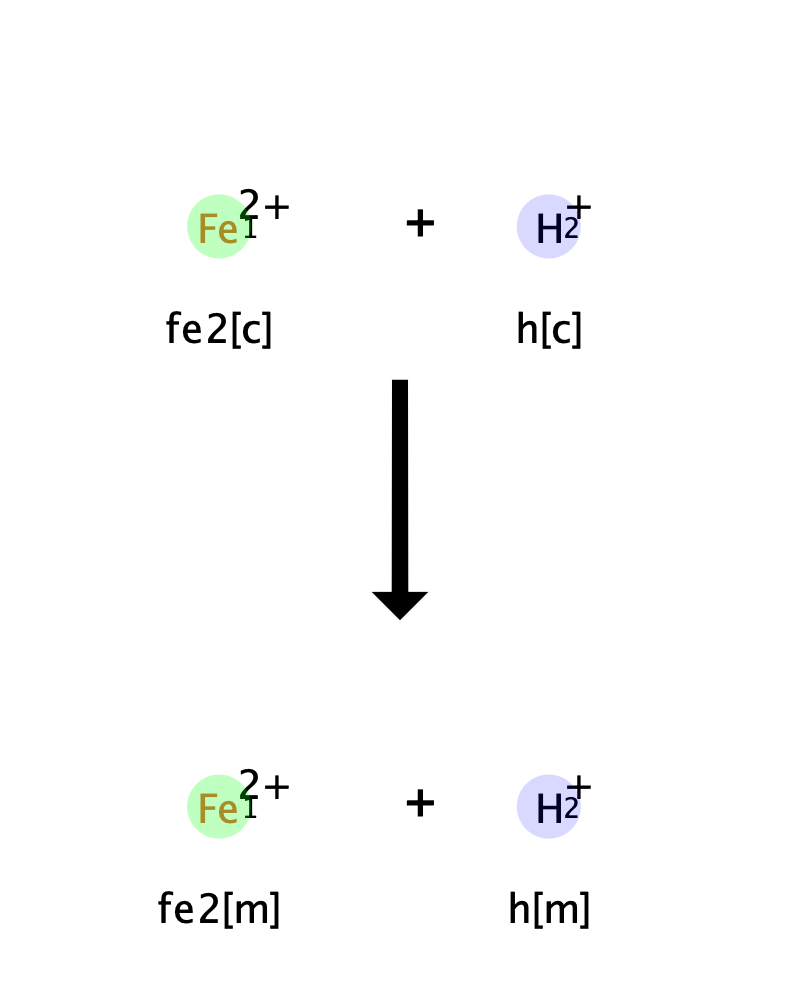 Fe1 2+ + H2 +
fe2[c] h[c]
Fe1 2+ + H2 +
fe2[m] h[m]